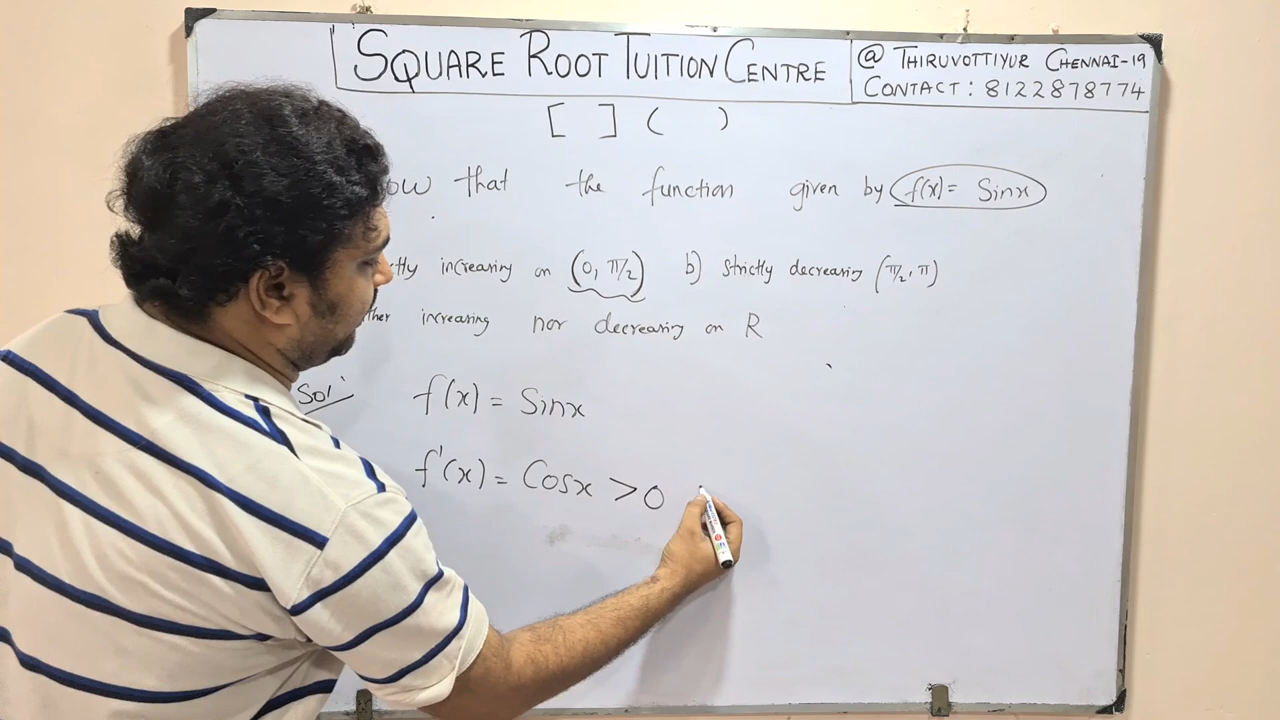 SQUARE ROOT TUITION CENTRE
@ THIRUVOTTIYUR CHENNAI-19
CONTACT : 8122878774
[ ] ( )
ow that the function given by f(x) = Sinx
tly increasing on (0, π/2) b) Strictly decreasing (π/2, π)
ther increasing nor decreasing on R
Sol:
f(x) = Sinx
f'(x) = Cosx > 0